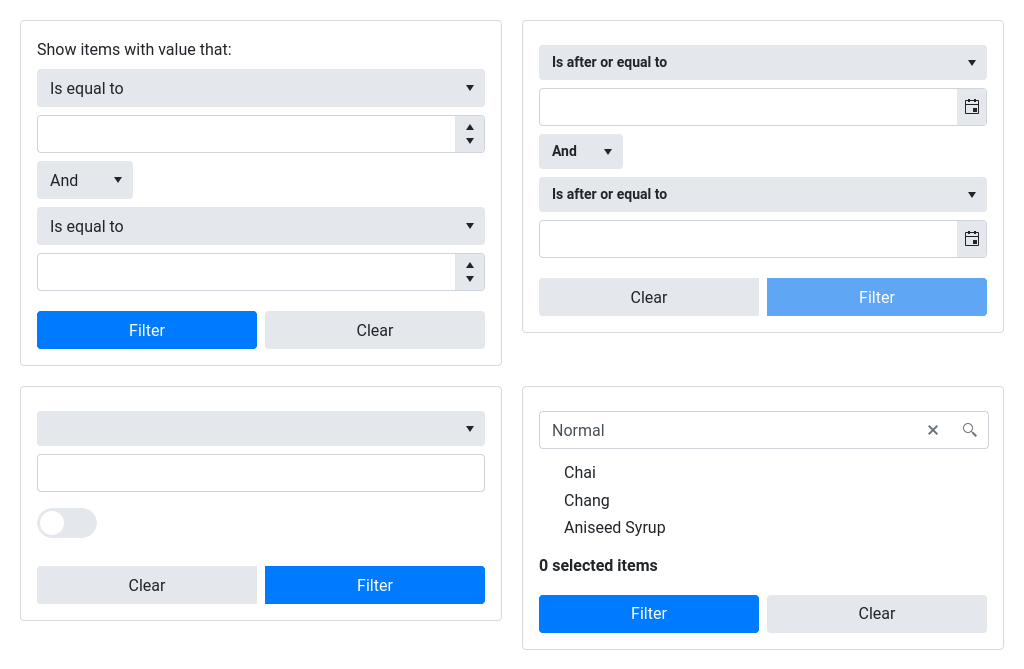 Show items with value that:
Is equal to
And
Is equal to
Filter
Clear
Is after or equal to
And
Is after or equal to
Clear
Filter
Clear
Filter
Normal
Chai
Chang
Aniseed Syrup
0 selected items
Filter
Clear